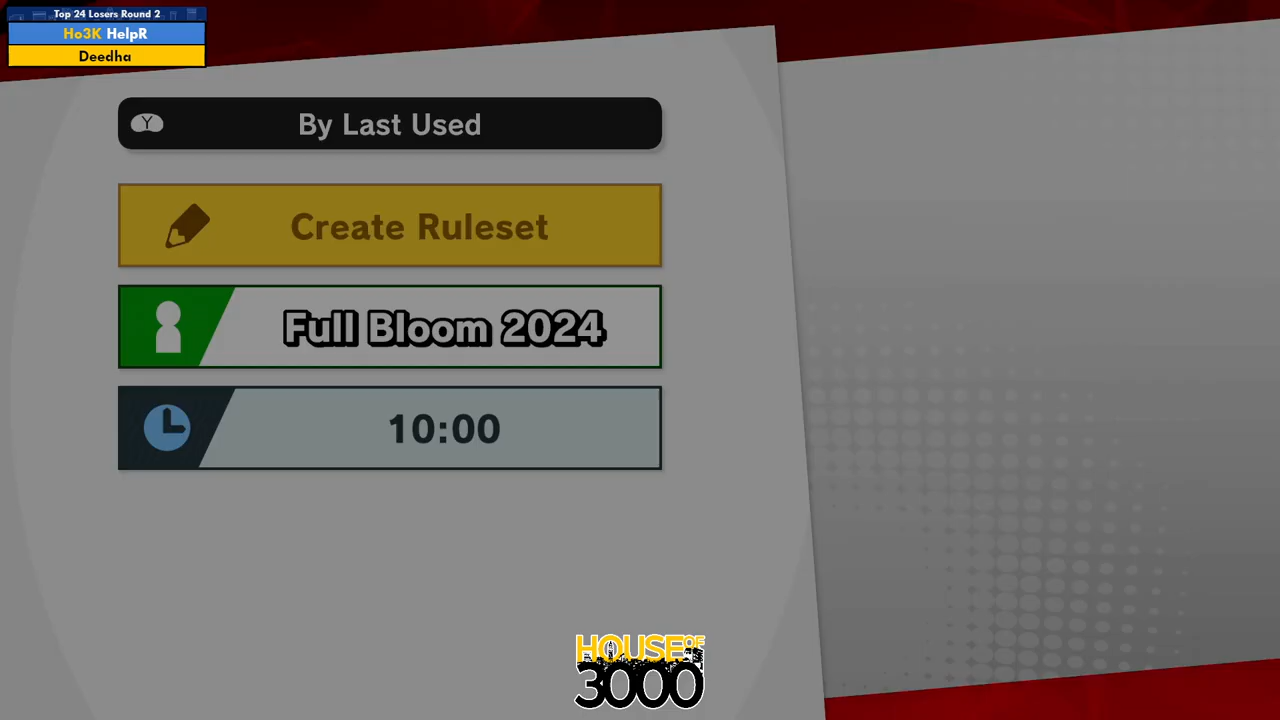 Top 24 Losers Round 2
Ho3K HelpR
Deedha
Y
By Last Used
Create Ruleset
Full Bloom 2024
10:00
HOUSE OF
3000